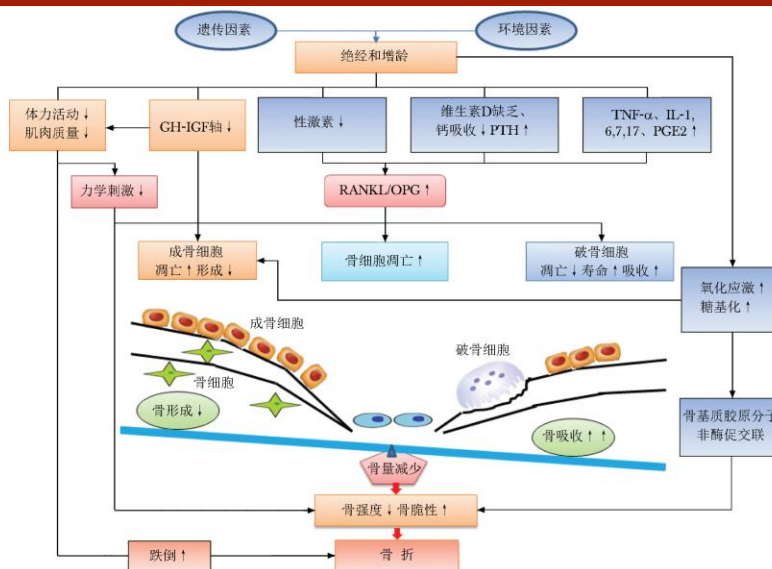 遗传因素
环境因素
绝经和增龄
体力活动↓
肌肉质量↓
GH-IGF轴↓
性激素↓
维生素D缺乏、
钙吸收↓PTH↑
TNF-α、IL-1,
6,7,17、PGE2↑
力学刺激↓
RANKL/OPG↑
成骨细胞
凋亡↑形成↓
骨细胞凋亡↑
破骨细胞
凋亡↓寿命↑吸收↑
氧化应激↑
糖基化↑
成骨细胞
破骨细胞
骨细胞
骨形成↓
骨吸收↑↑
骨基质胶原分子
非酶促交联
骨量减少
骨强度↓骨脆性↑
跌倒↑
骨 折